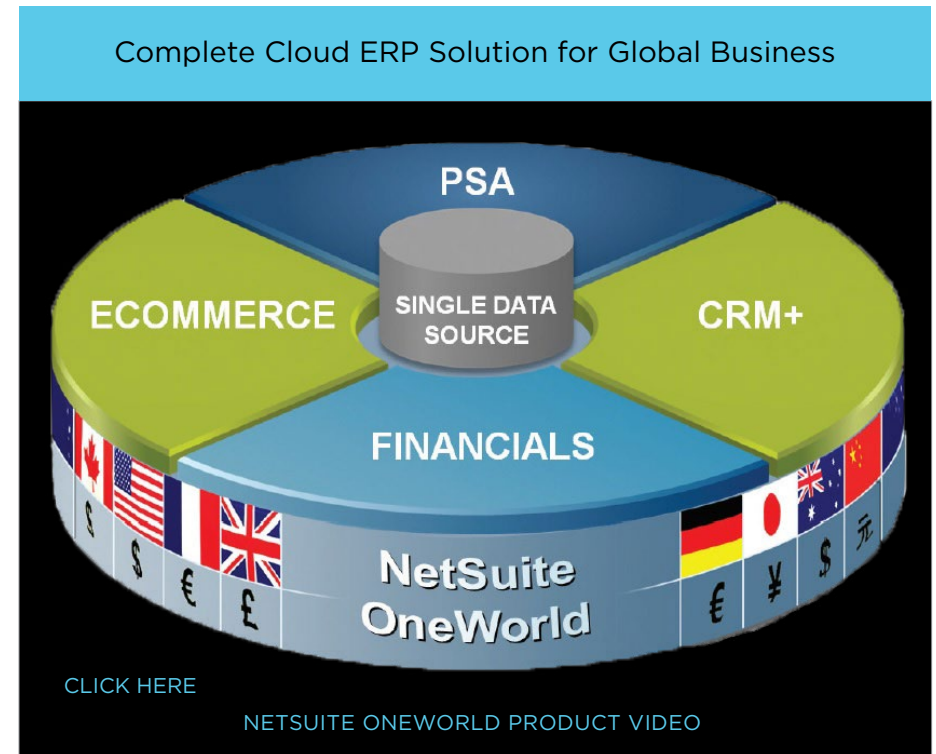 Complete Cloud ERP Solution for Global Business
PSA
ECOMMERCE
SINGLE DATA
SOURCE
CRM+
FINANCIALS
NetSuite
OneWorld
$ $ € £
€ ¥ $ 元
CLICK HERE
NETSUITE ONEWORLD PRODUCT VIDEO